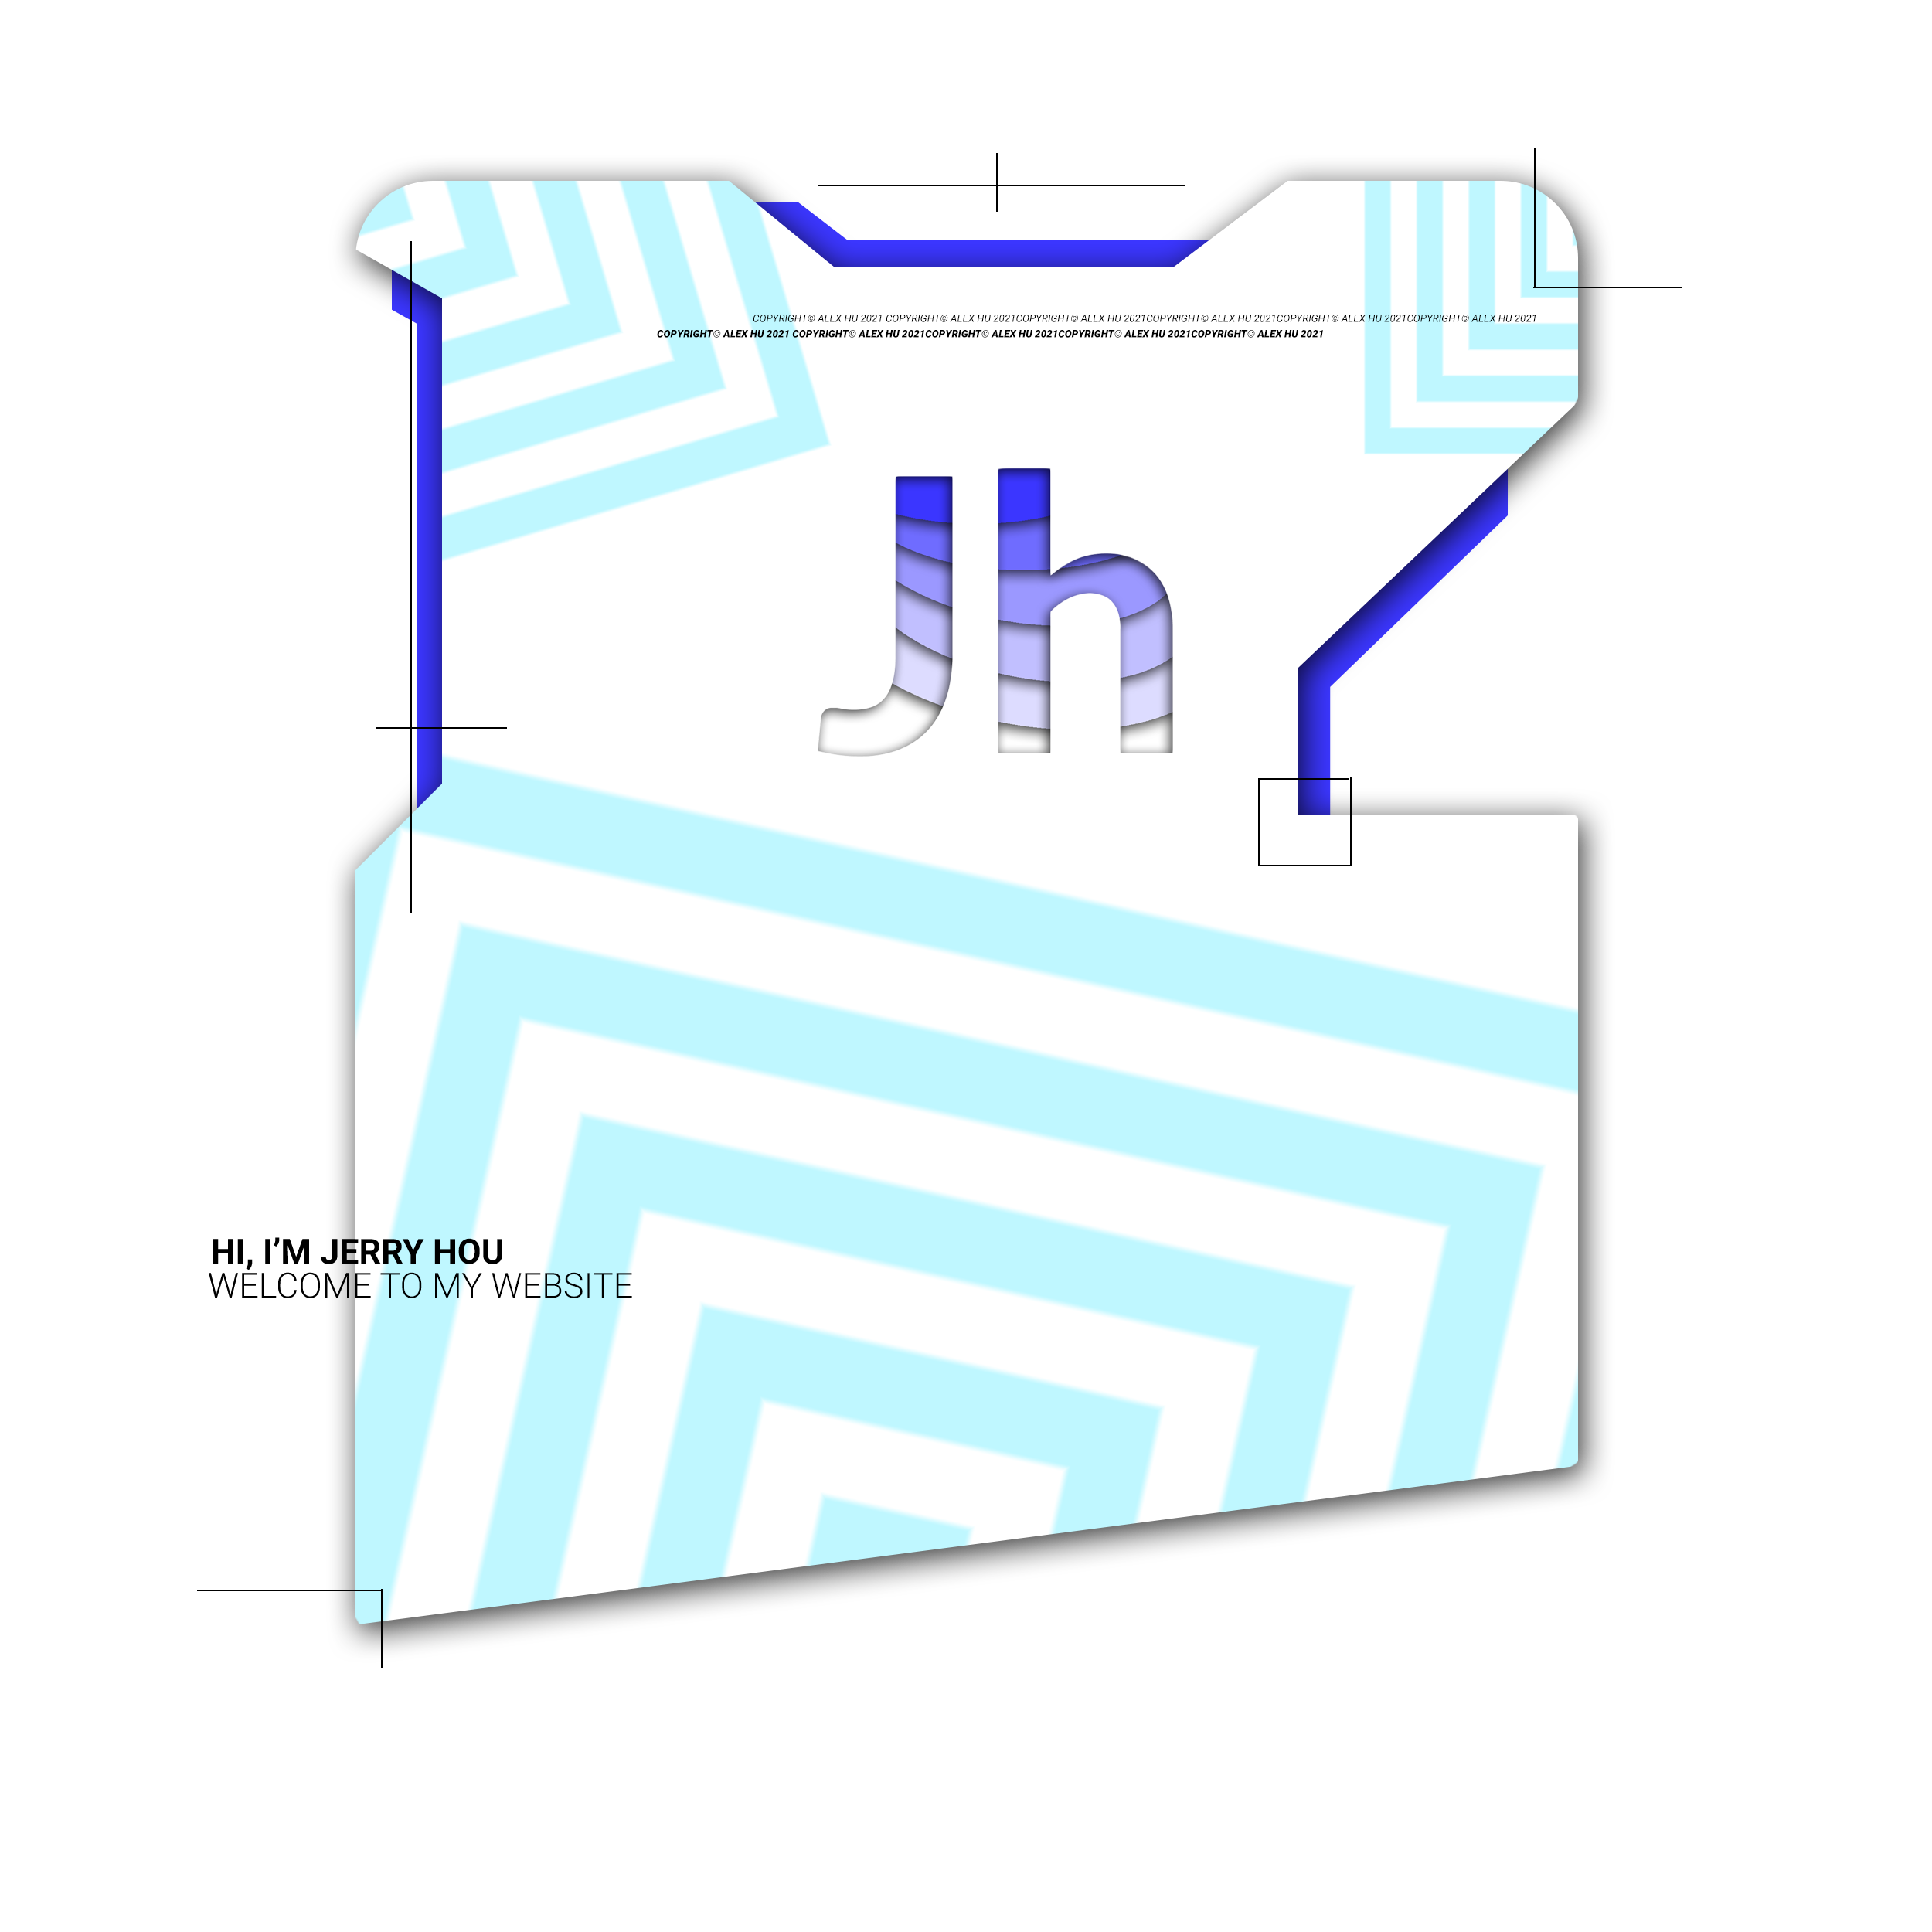 COPYRIGHT© ALEX HU 2021 COPYRIGHT© ALEX HU 2021COPYRIGHT© ALEX HU 2021COPYRIGHT© ALEX HU 2021COPYRIGHT© ALEX HU 2021COPYRIGHT© ALEX HU 2021
COPYRIGHT© ALEX HU 2021 COPYRIGHT© ALEX HU 2021COPYRIGHT© ALEX HU 2021COPYRIGHT© ALEX HU 2021COPYRIGHT© ALEX HU 2021
Jh
HI, I’M JERRY HOU
WELCOME TO MY WEBSITE